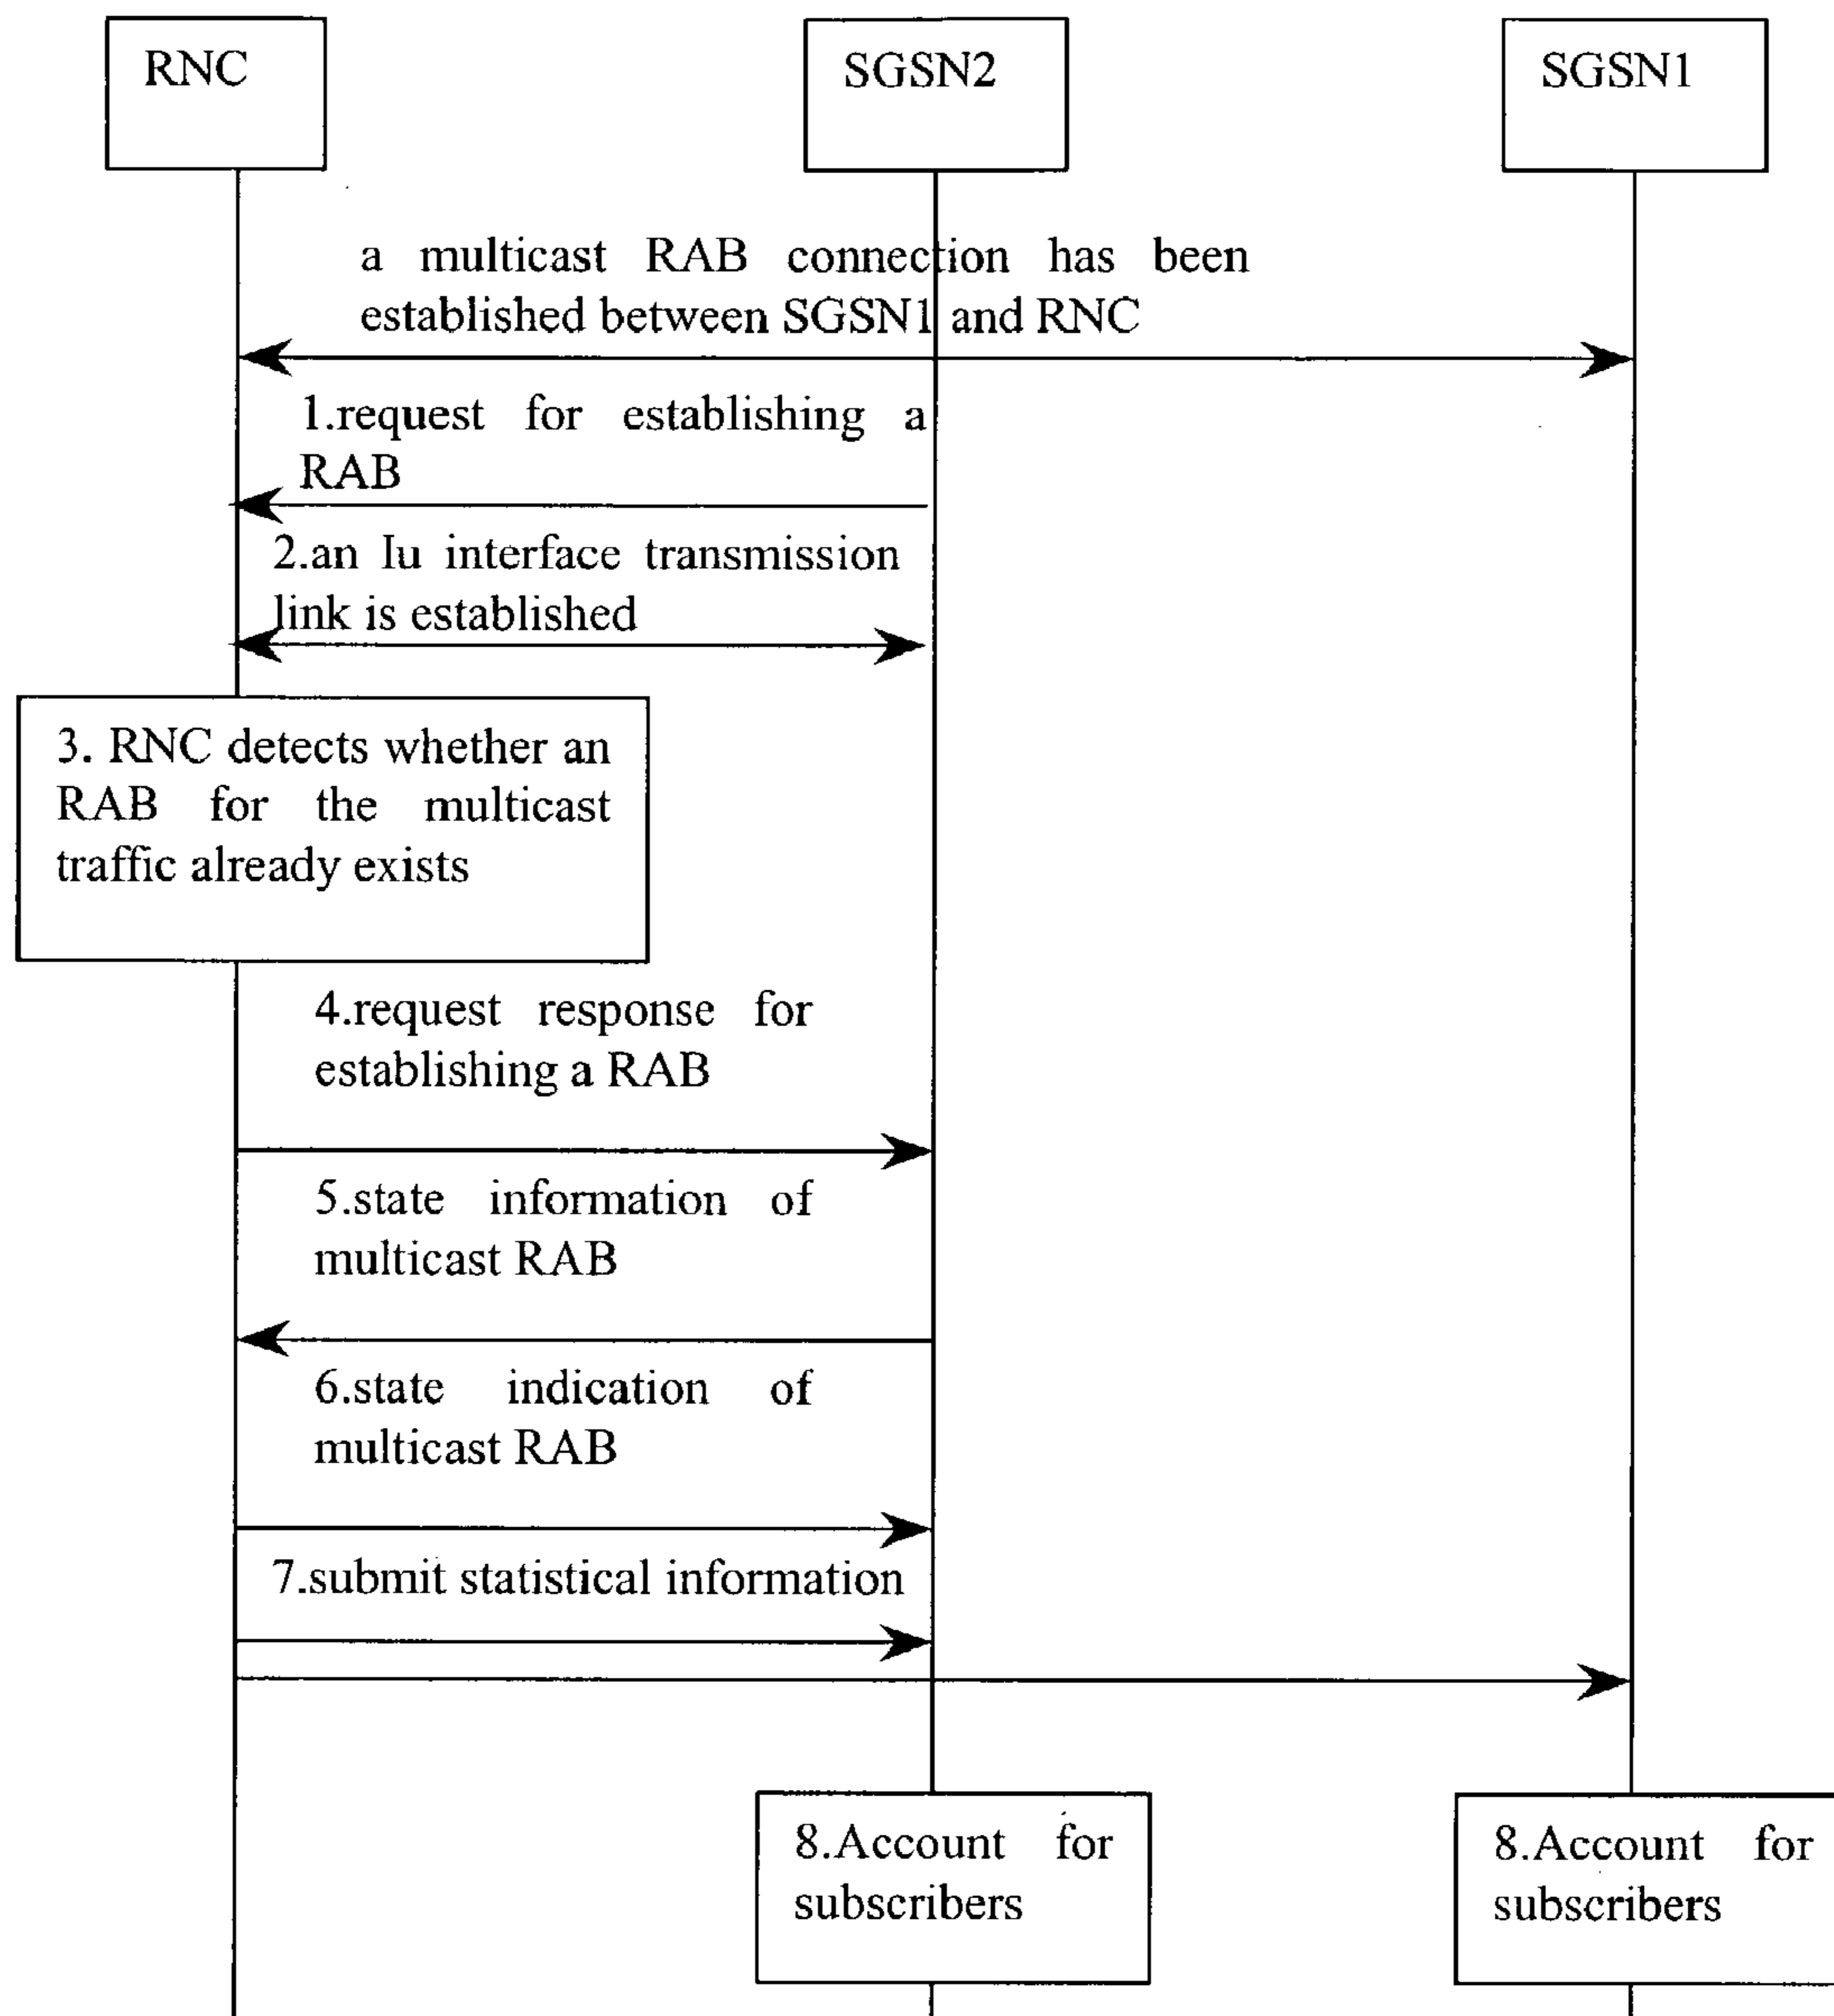 RNC
SGSN2
SGSN1
a multicast RAB connection has been
established between SGSN1 and RNC
1.request for establishing a
RAB
2.an Iu interface transmission
link is established
3. RNC detects whether an
RAB for the multicast
traffic already exists
4.request response for
establishing a RAB
5.state information of
multicast RAB
6.state indication of
multicast RAB
7.submit statistical information
8.Account for
subscribers
8.Account for
subscribers